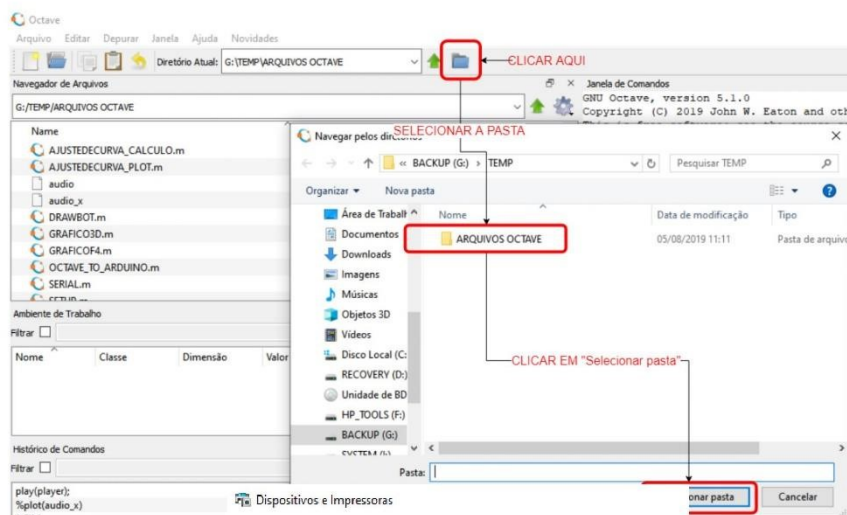 Octave
Arquivo Editar Depurar Janela Ajuda Novidades
Diretório Atual: G:\TEMP\ARQUIVOS OCTAVE
CLICAR AQUI
Navegador de Arquivos
Janela de Comandos
G:/TEMP/ARQUIVOS OCTAVE
GNU Octave, version 5.1.0
Copyright (C) 2019 John W. Eaton and oth
Name
AJUSTEDECURVA_CALCULO.m
AJUSTEDECURVA_PLOT.m
audio
audio_x
DRAWBOT.m
GRAFICO3D.m
GRAFICOF4.m
OCTAVE_TO_ARDUINO.m
SERIAL.m
Ambiente de Trabalho
Filtrar
Nome Classe Dimensão Valor
Histórico de Comandos
Filtrar
play(player);
%plot(audio_x)
Navegar pelos
SELECIONAR A PASTA
« BACKUP (G:) › TEMP
Pesquisar TEMP
Organizar Nova pasta
Nome Data de modificação Tipo
ARQUIVOS OCTAVE 05/08/2019 11:11 Pasta de arquivo
Área de Trabalh
Documentos
Downloads
Imagens
Músicas
Objetos 3D
Vídeos
Disco Local (C:
RECOVERY (D:)
Unidade de BD
HP_TOOLS (F:)
BACKUP (G:)
CLICAR EM "Selecionar pasta"
Pasta:
onar pasta Cancelar
Dispositivos e Impressoras